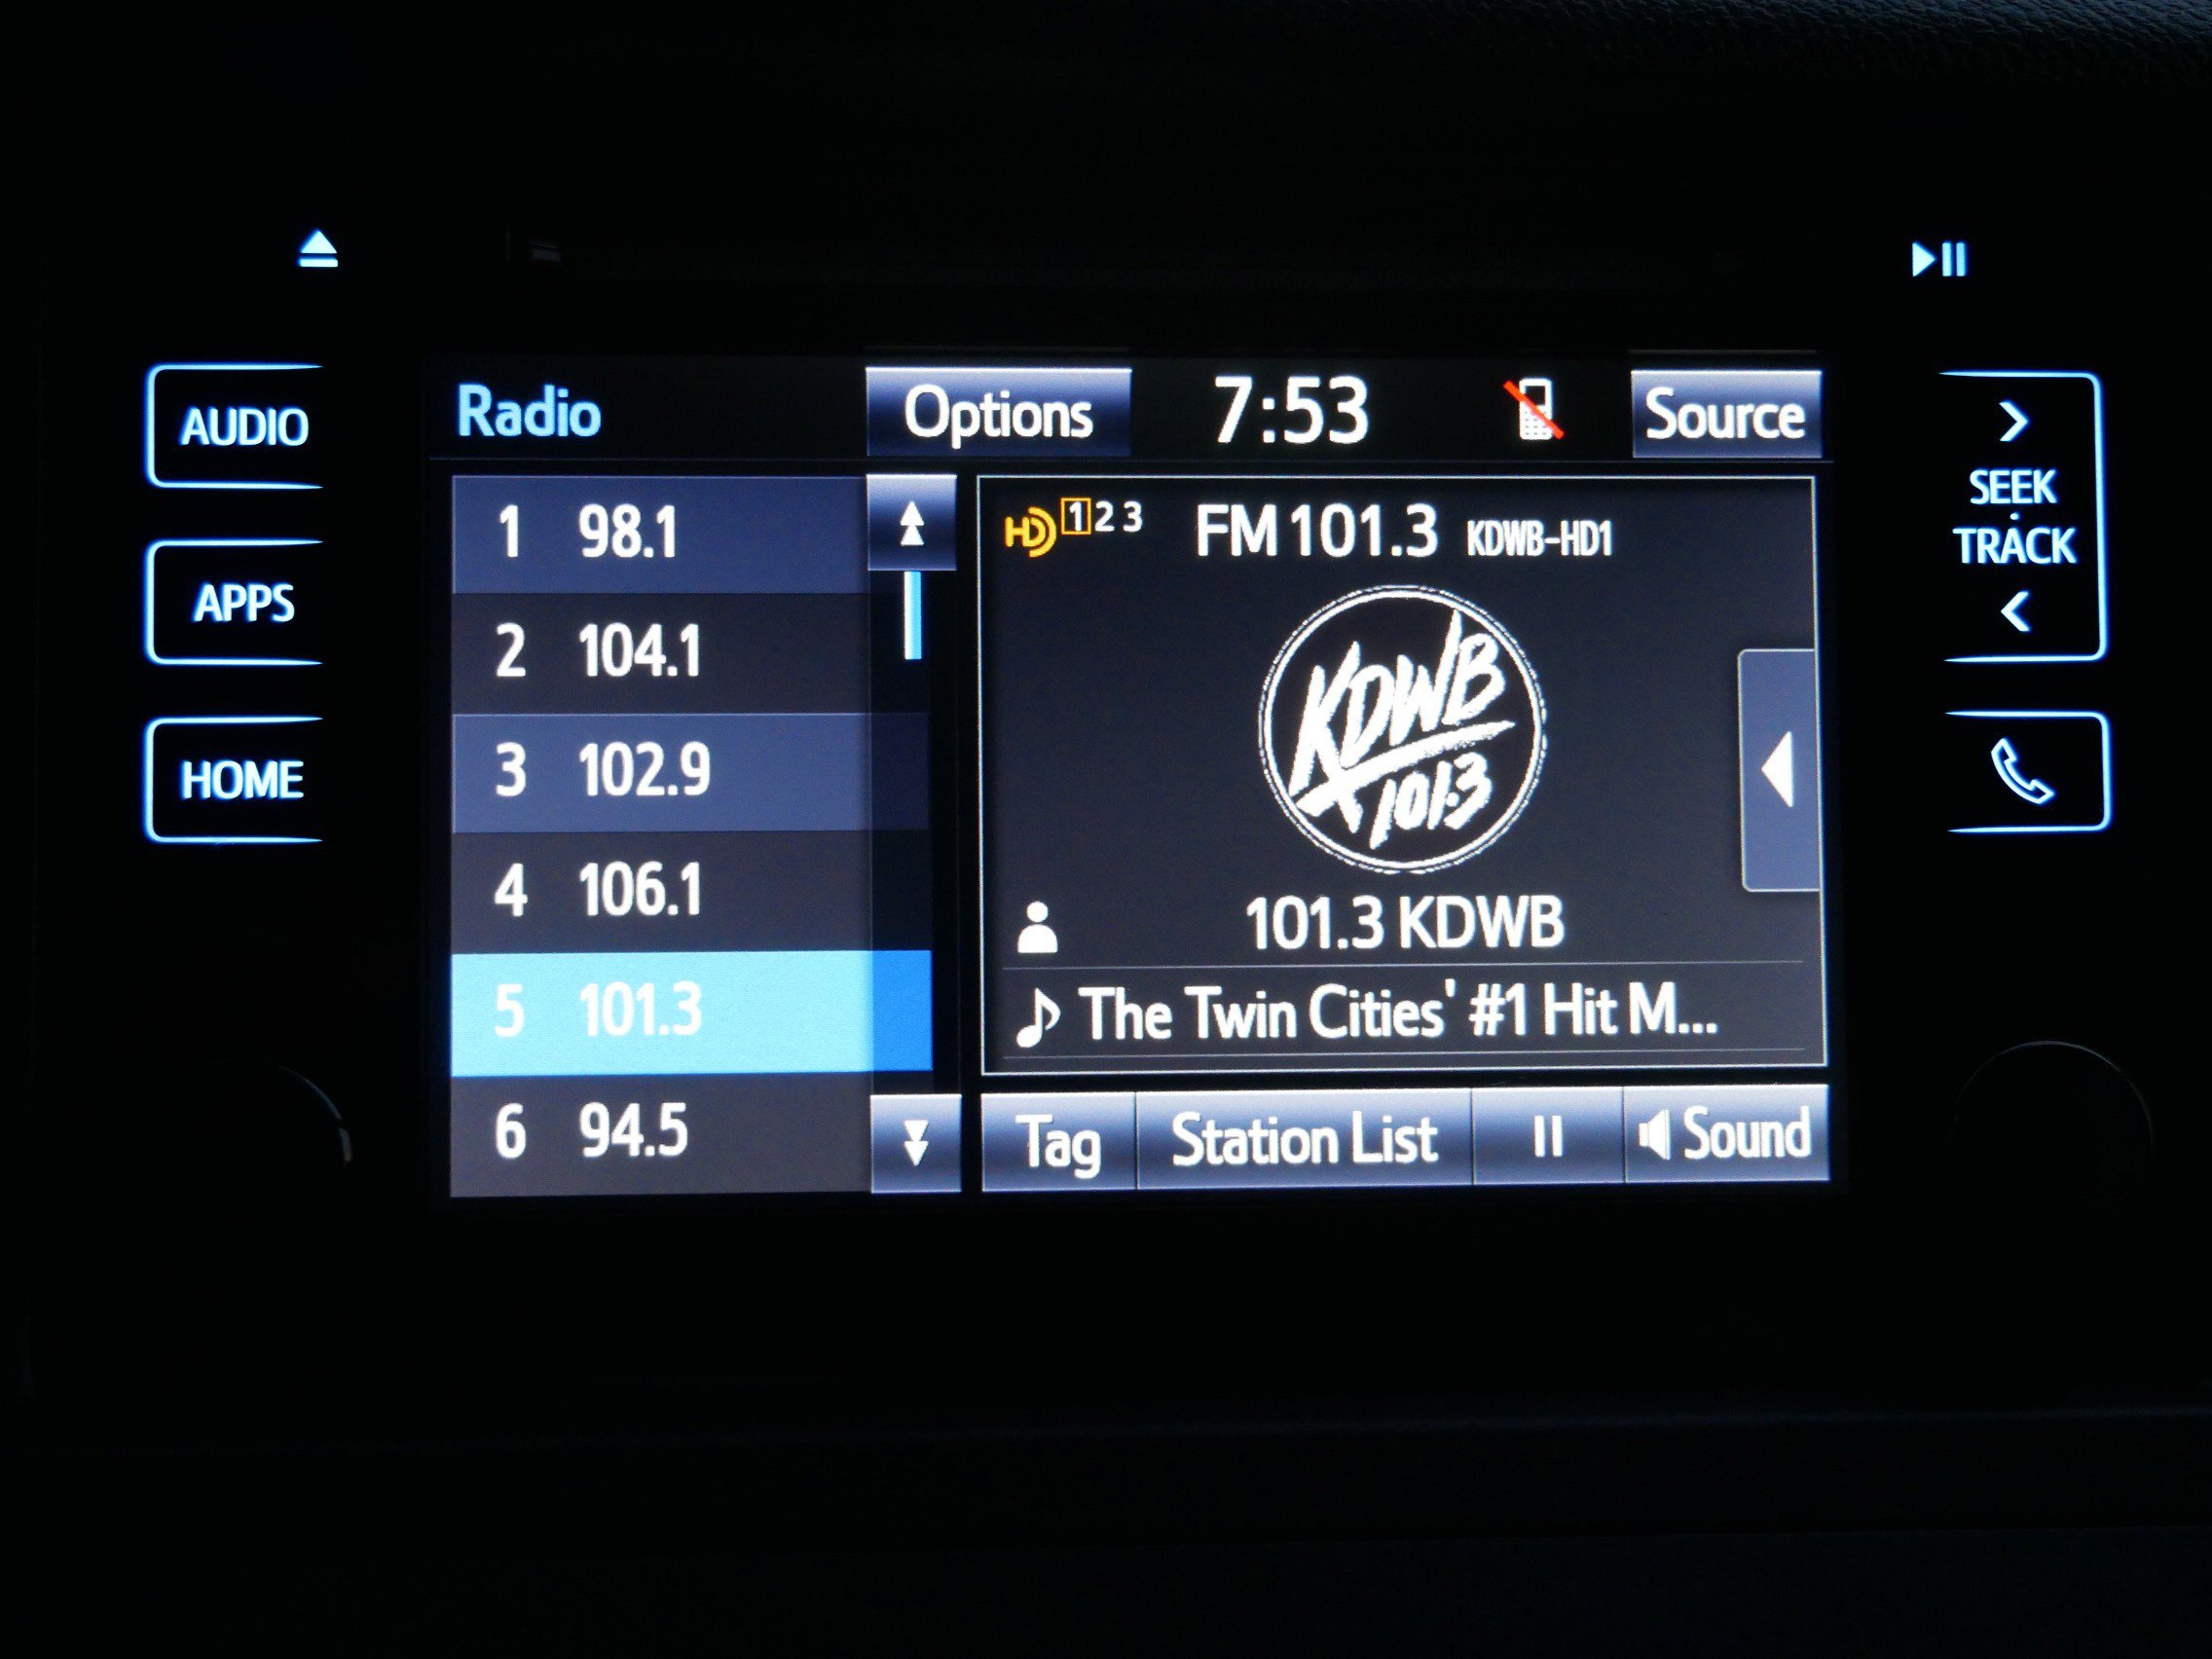 Radio
Options
7:53
Source
AUDIO
APPS
HOME
1 98.1
2 104.1
3 102.9
4 106.1
5 101.3
6 94.5
HD 1 2 3
FM 101.3 KDWB-HD1
KDWB
101.3
101.3 KDWB
The Twin Cities' #1 Hit M...
Tag
Station List
Sound
SEEK
TRACK